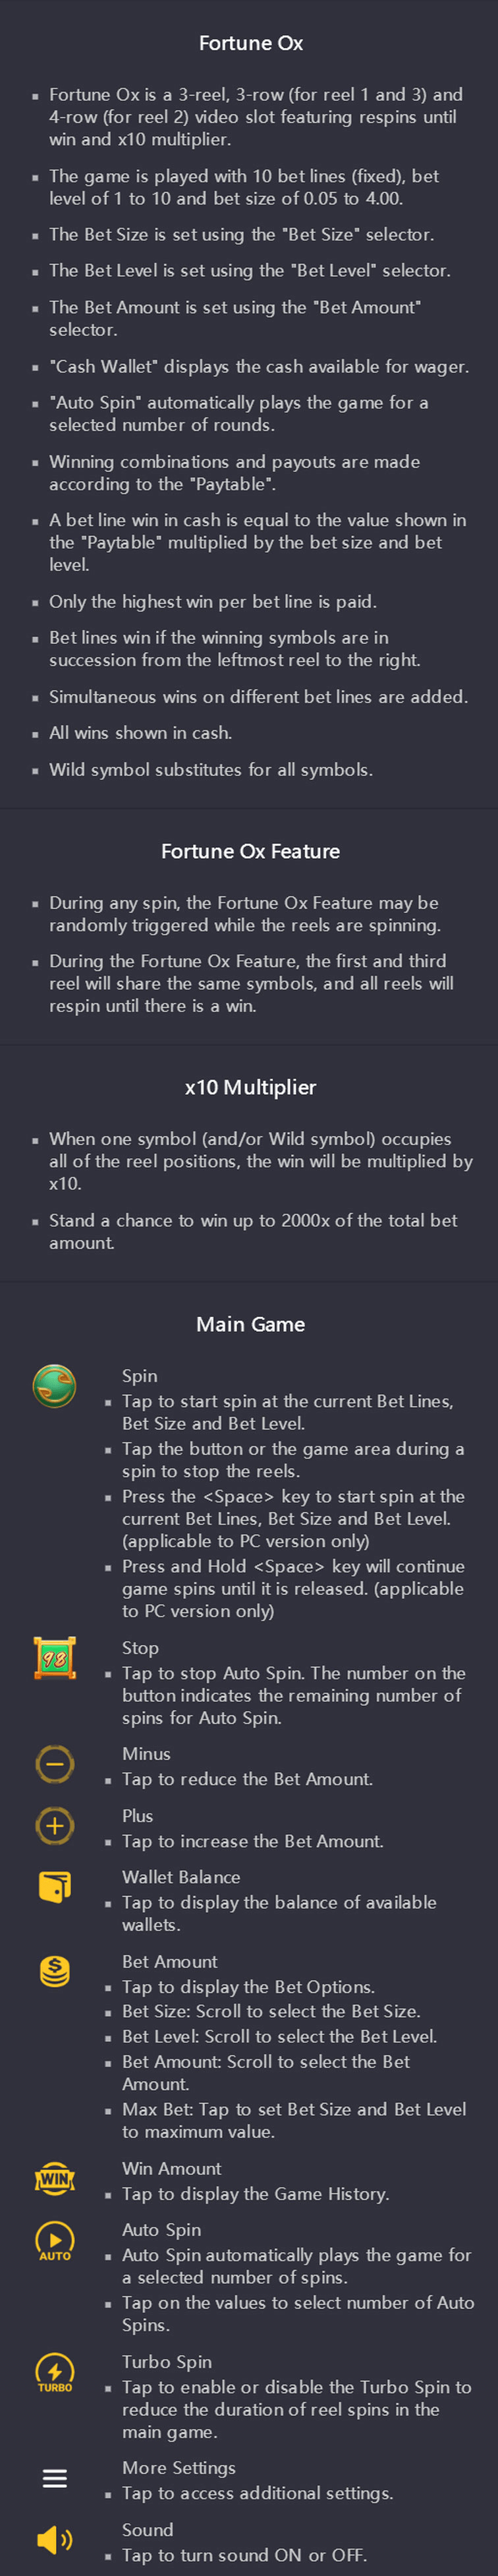 Fortune Ox
▪ Fortune Ox is a 3-reel, 3-row (for reel 1 and 3) and
4-row (for reel 2) video slot featuring respins until
win and x10 multiplier.
▪ The game is played with 10 bet lines (fixed), bet
level of 1 to 10 and bet size of 0.05 to 4.00.
▪ The Bet Size is set using the "Bet Size" selector.
▪ The Bet Level is set using the "Bet Level" selector.
▪ The Bet Amount is set using the "Bet Amount"
selector.
▪ "Cash Wallet" displays the cash available for wager.
▪ "Auto Spin" automatically plays the game for a
selected number of rounds.
▪ Winning combinations and payouts are made
according to the "Paytable".
▪ A bet line win in cash is equal to the value shown in
the "Paytable" multiplied by the bet size and bet
level.
▪ Only the highest win per bet line is paid.
▪ Bet lines win if the winning symbols are in
succession from the leftmost reel to the right.
▪ Simultaneous wins on different bet lines are added.
▪ All wins shown in cash.
▪ Wild symbol substitutes for all symbols.
Fortune Ox Feature
▪ During any spin, the Fortune Ox Feature may be
randomly triggered while the reels are spinning.
▪ During the Fortune Ox Feature, the first and third
reel will share the same symbols, and all reels will
respin until there is a win.
x10 Multiplier
▪ When one symbol (and/or Wild symbol) occupies
all of the reel positions, the win will be multiplied by
x10.
▪ Stand a chance to win up to 2000x of the total bet
amount.
Main Game
Spin
▪ Tap to start spin at the current Bet Lines,
Bet Size and Bet Level.
▪ Tap the button or the game area during a
spin to stop the reels.
▪ Press the <Space> key to start spin at the
current Bet Lines, Bet Size and Bet Level.
(applicable to PC version only)
▪ Press and Hold <Space> key will continue
game spins until it is released. (applicable
to PC version only)
98
Stop
▪ Tap to stop Auto Spin. The number on the
button indicates the remaining number of
spins for Auto Spin.
Minus
▪ Tap to reduce the Bet Amount.
Plus
▪ Tap to increase the Bet Amount.
Wallet Balance
▪ Tap to display the balance of available
wallets.
Bet Amount
▪ Tap to display the Bet Options.
▪ Bet Size: Scroll to select the Bet Size.
▪ Bet Level: Scroll to select the Bet Level.
▪ Bet Amount: Scroll to select the Bet
Amount.
▪ Max Bet: Tap to set Bet Size and Bet Level
to maximum value.
WIN
Win Amount
▪ Tap to display the Game History.
AUTO
Auto Spin
▪ Auto Spin automatically plays the game for
a selected number of spins.
▪ Tap on the values to select number of Auto
Spins.
TURBO
Turbo Spin
▪ Tap to enable or disable the Turbo Spin to
reduce the duration of reel spins in the
main game.
More Settings
▪ Tap to access additional settings.
Sound
▪ Tap to turn sound ON or OFF.